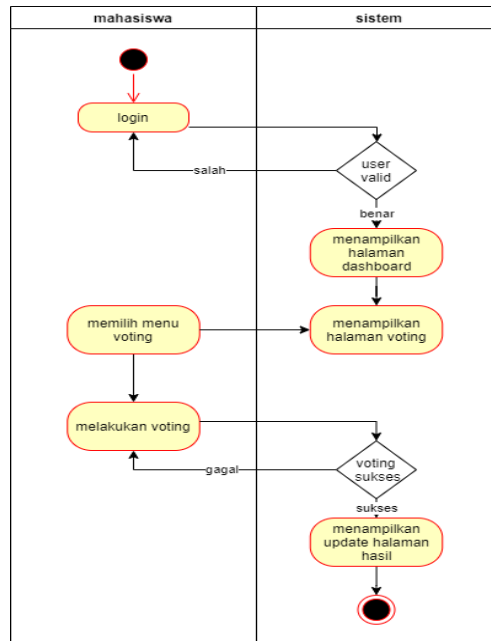 mahasiswa
sistem
login
user
valid
salah
benar
menampilkan
halaman
dashboard
memilih menu
voting
menampilkan
halaman voting
melakukan voting
voting
sukses
gagal
sukses
menampilkan
update halaman
hasil